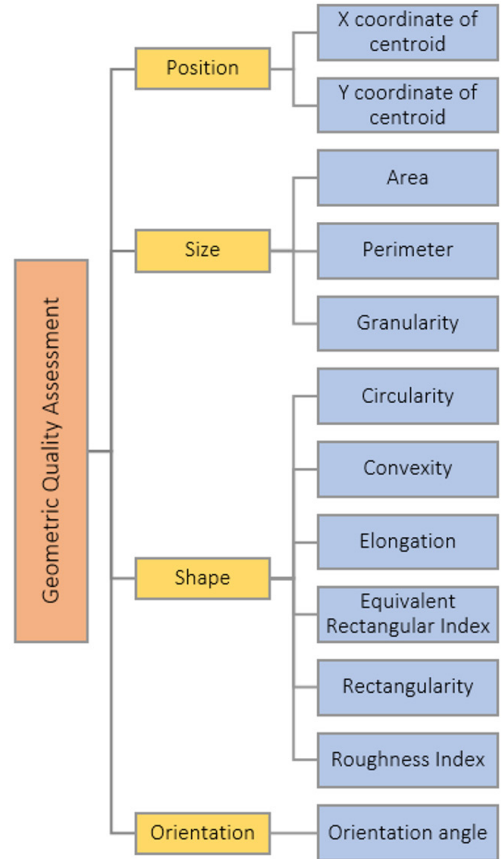 Geometric Quality Assessment
Position
X coordinate of
centroid
Y coordinate of
centroid
Size
Area
Perimeter
Granularity
Shape
Circularity
Convexity
Elongation
Equivalent
Rectangular Index
Rectangularity
Roughness Index
Orientation
Orientation angle